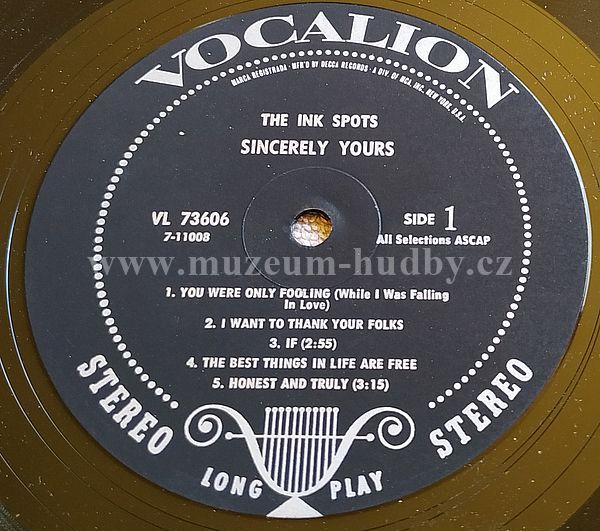 VOCALION
MARCA REGISTRADA • MFR'D BY DECCA RECORDS • A DIV. OF MCA INC. NEW YORK, U.S.A.
THE INK SPOTS
SINCERELY YOURS
VL 73606
7-11008
SIDE 1
All Selections ASCAP
www.muzeum-hudby.cz
1. YOU WERE ONLY FOOLING (While I Was Falling
In Love)
2. I WANT TO THANK YOUR FOLKS
3. IF (2:55)
4. THE BEST THINGS IN LIFE ARE FREE
5. HONEST AND TRULY (3:15)
STEREO
LONG PLAY
STEREO